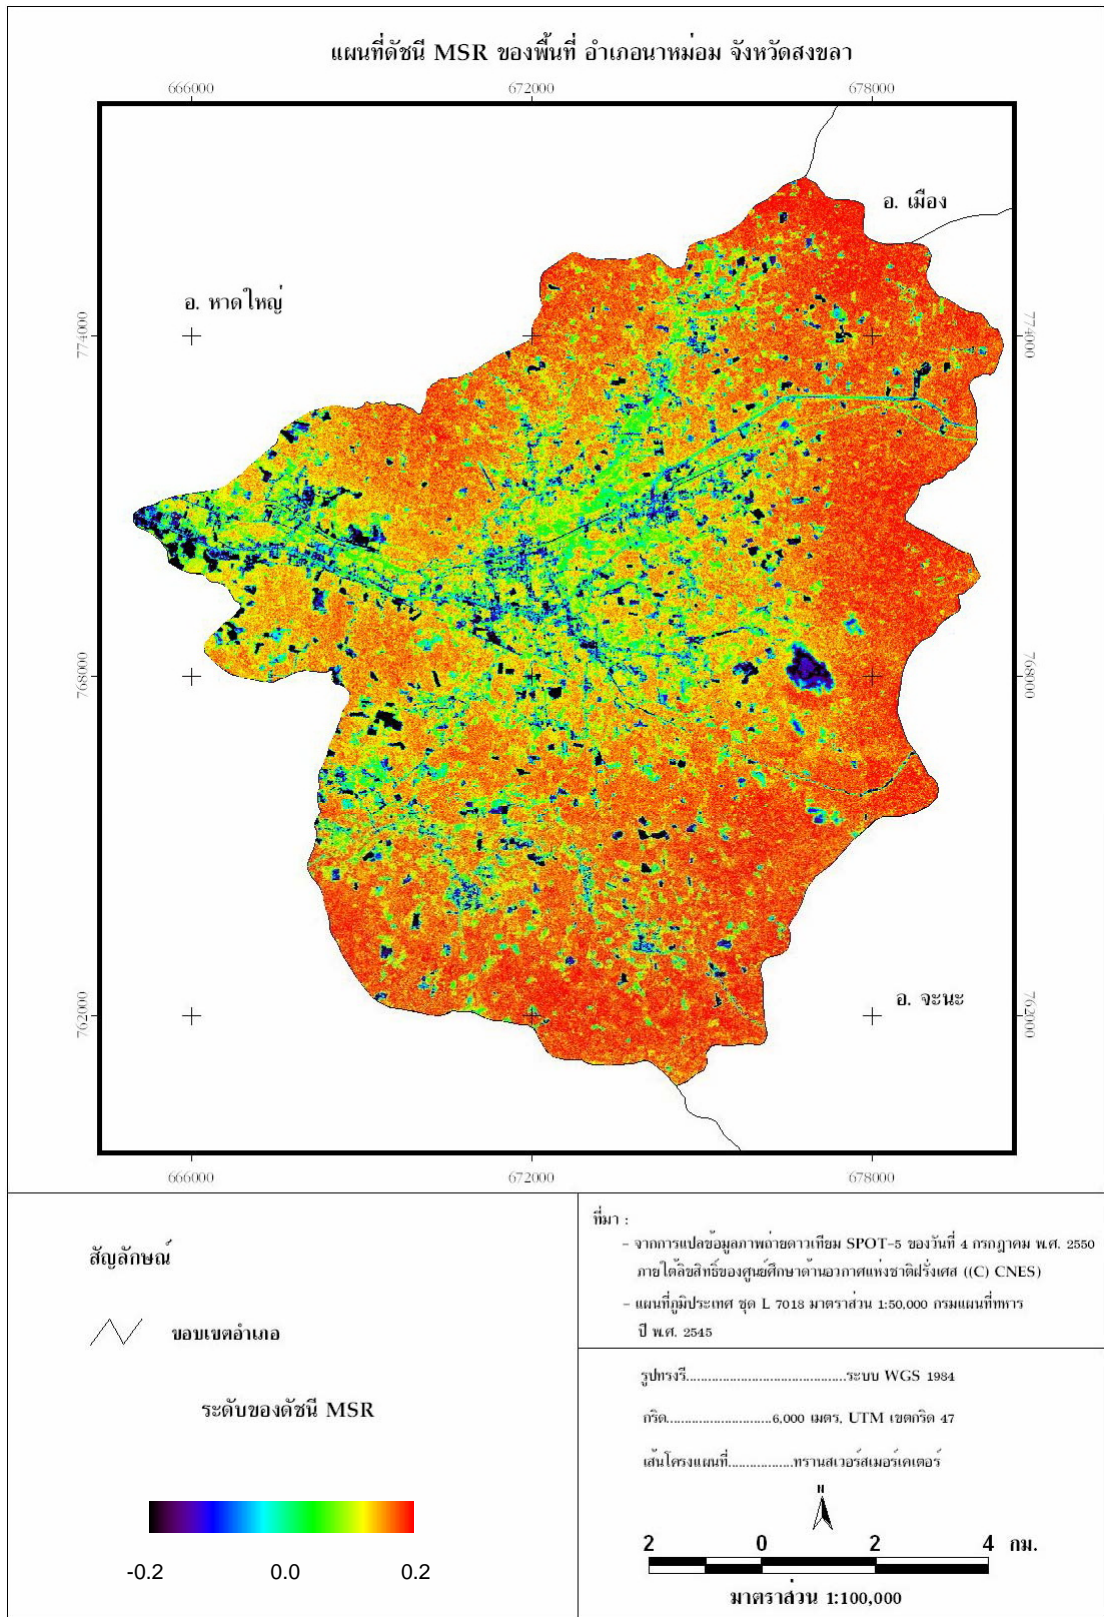 แผนที่ดัชนี MSR ของพื้นที่ อำเภอนาหม่อม จังหวัดสงขลา
666000 672000 678000
อ. เมือง
อ. หาดใหญ่
774000 774000
768000 768000
อ. จะนะ
762000 762000
666000 672000 678000
สัญลักษณ์
ขอบเขตอำเภอ
ระดับของดัชนี MSR
-0.2 0.0 0.2
ที่มา :
- จากการแปลข้อมูลภาพถ่ายดาวเทียม SPOT-5 ของวันที่ 4 กรกฎาคม พ.ศ. 2550
ภายใต้ลิขสิทธิ์ของศูนย์ศึกษาด้านอวกาศแห่งชาติฝรั่งเศส ((C) CNES)
- แผนที่ภูมิประเทศ ชุด L 7018 มาตราส่วน 1:50,000 กรมแผนที่ทหาร
ปี พ.ศ. 2545
รูปทรงรี............................................ระบบ WGS 1984
กริด.............................6,000 เมตร, UTM เขตกริด 47
เส้นโครงแผนที่..................ทรานสเวอร์สเมอร์เคเตอร์
N
2 0 2 4 กม.
มาตราส่วน 1:100,000